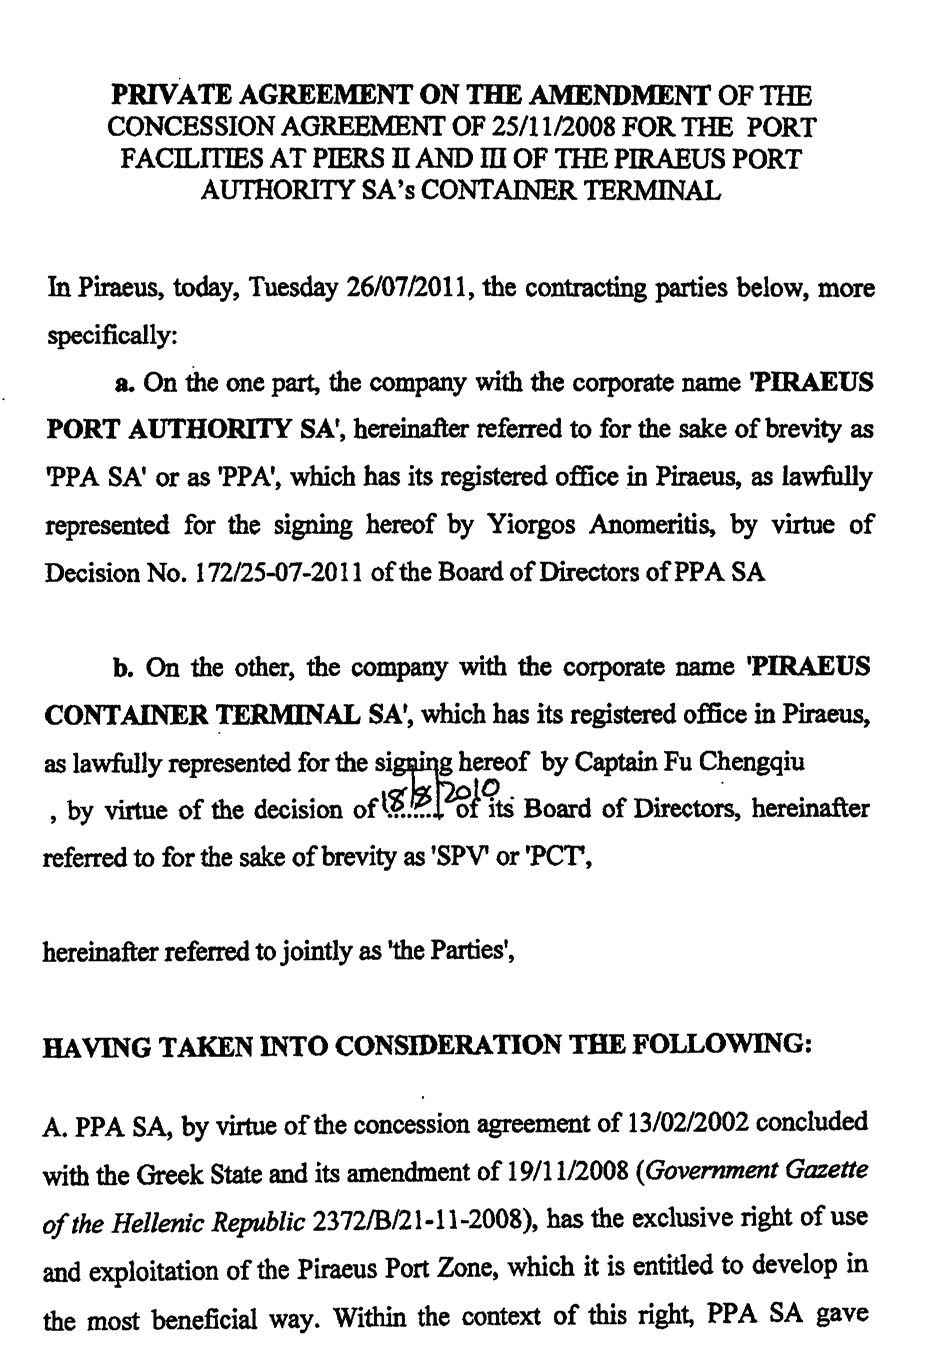 PRIVATE AGREEMENT ON THE AMENDMENT OF THE
CONCESSION AGREEMENT OF 25/11/2008 FOR THE PORT
FACILITIES AT PIERS II AND III OF THE PIRAEUS PORT
AUTHORITY SA's CONTAINER TERMINAL
In Piraeus, today, Tuesday 26/07/2011, the contracting parties below, more
specifically:
a. On the one part, the company with the corporate name 'PIRAEUS
PORT AUTHORITY SA', hereinafter referred to for the sake of brevity as
'PPA SA' or as 'PPA', which has its registered office in Piraeus, as lawfully
represented for the signing hereof by Yiorgos Anomeritis, by virtue of
Decision No. 172/25-07-2011 of the Board of Directors of PPA SA
b. On the other, the company with the corporate name 'PIRAEUS
CONTAINER TERMINAL SA', which has its registered office in Piraeus,
as lawfully represented for the signing hereof by Captain Fu Chengqiu
, by virtue of the decision of 18/8/2010 of its Board of Directors, hereinafter
referred to for the sake of brevity as 'SPV' or 'PCT',
hereinafter referred to jointly as 'the Parties',
HAVING TAKEN INTO CONSIDERATION THE FOLLOWING:
A. PPA SA, by virtue of the concession agreement of 13/02/2002 concluded
with the Greek State and its amendment of 19/11/2008 (Government Gazette
of the Hellenic Republic 2372/B/21-11-2008), has the exclusive right of use
and exploitation of the Piraeus Port Zone, which it is entitled to develop in
the most beneficial way. Within the context of this right, PPA SA gave